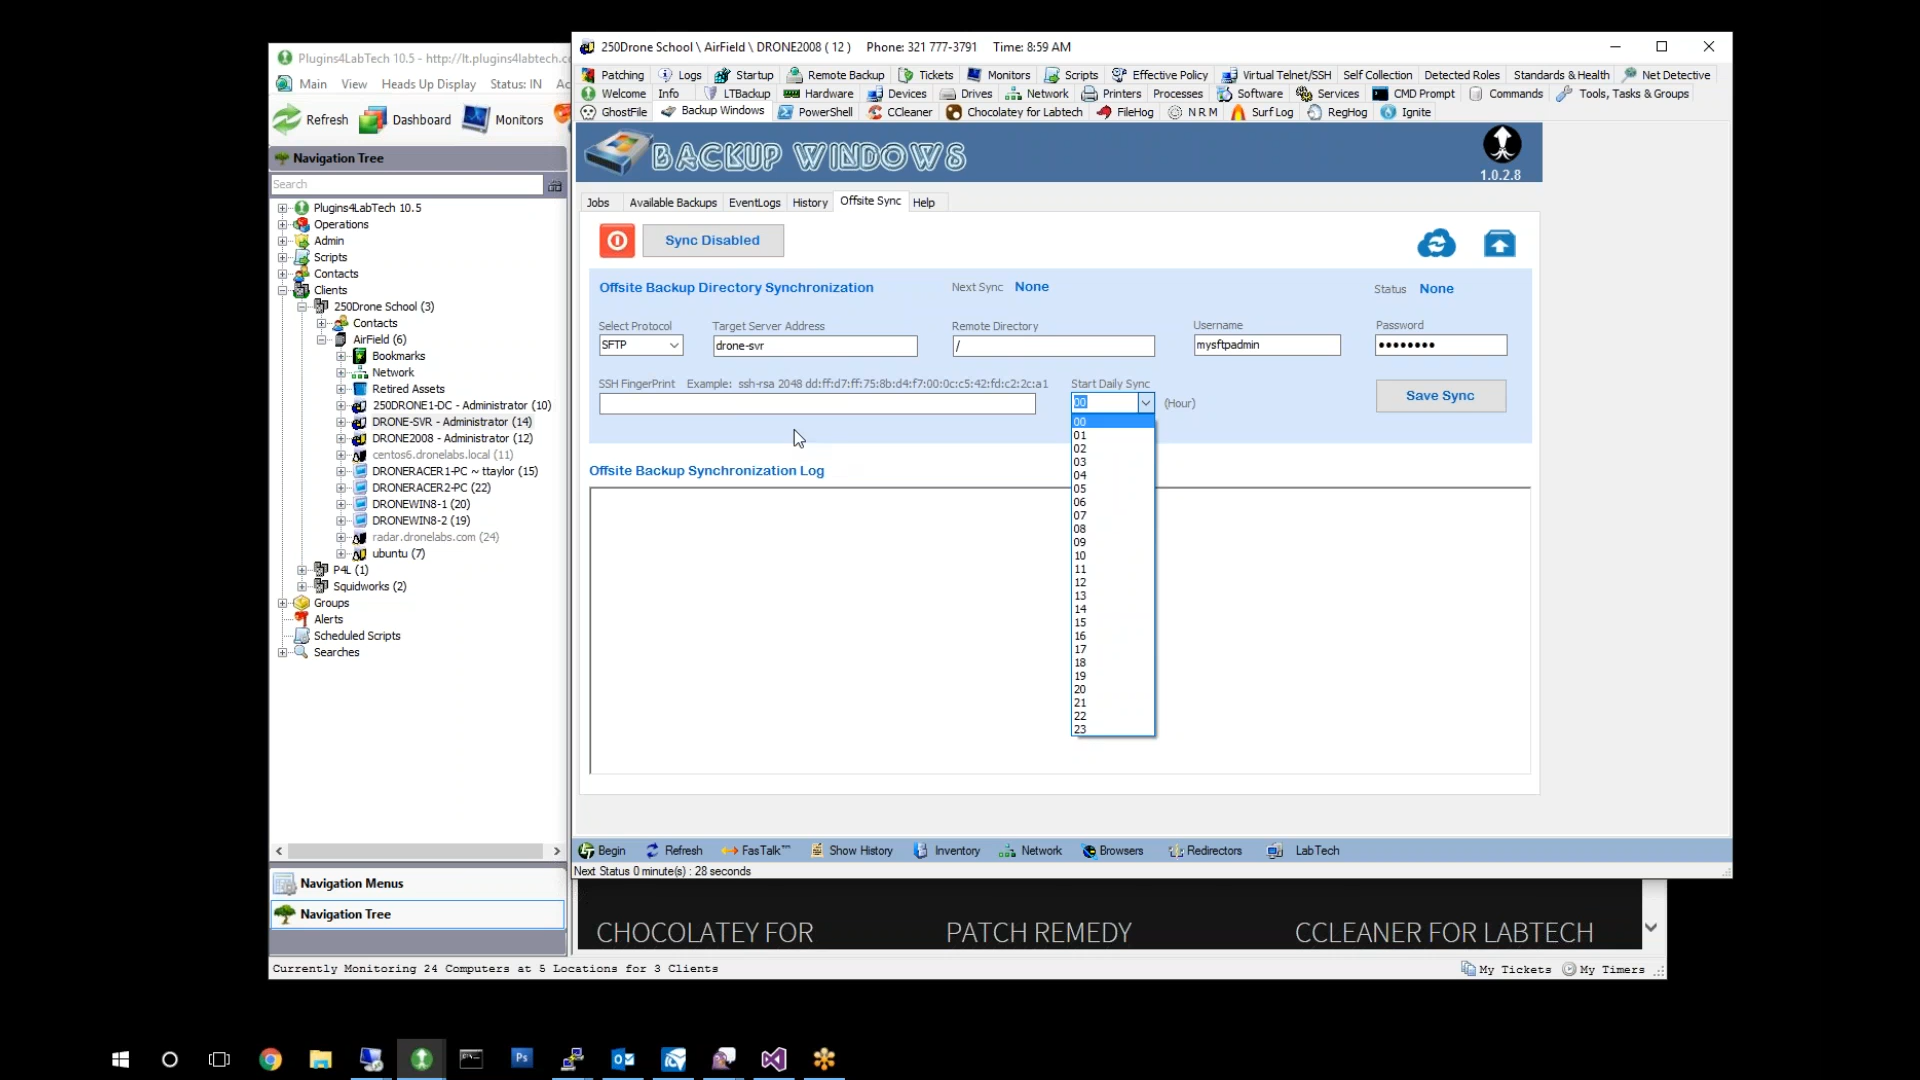 Plugins4LabTech 10.5 - http://lt.plugins4labtech.c
Main View Heads Up Display Status: IN Ac
Refresh Dashboard Monitors
Navigation Tree
Search
Plugins4LabTech 10.5
Operations
Admin
Scripts
Contacts
Clients
250Drone School (3)
Contacts
AirField (6)
Bookmarks
Network
Retired Assets
250DRONE1-DC - Administrator (10)
DRONE-SVR - Administrator (14)
DRONE2008 - Administrator (12)
centos6.dronelabs.local (11)
DRONERACER1-PC ~ ttaylor (15)
DRONERACER2-PC (22)
DRONEWIN8-1 (20)
DRONEWIN8-2 (19)
radar.dronelabs.com (24)
ubuntu (7)
P4L (1)
Squidworks (2)
Groups
Alerts
Scheduled Scripts
Searches
Navigation Menus
Navigation Tree
250Drone School \ AirField \ DRONE2008 ( 12 ) Phone: 321 777-3791 Time: 8:59 AM
Patching Logs Startup Remote Backup Tickets Monitors Scripts Effective Policy Virtual Telnet/SSH Self Collection Detected Roles Standards & Health Net Detective
Welcome Info LTBackup Hardware Devices Drives Network Printers Processes Software Services CMD Prompt Commands Tools, Tasks & Groups
GhostFile Backup Windows PowerShell CCleaner Chocolatey for Labtech FileHog N R M Surf Log RegHog Ignite
BACKUP WINDOWS
1.0.2.8
Jobs Available Backups EventLogs History Offsite Sync Help
Sync Disabled
Offsite Backup Directory Synchronization Next Sync None Status None
Select Protocol Target Server Address Remote Directory Username Password
SFTP drone-svr / mysftpadmin ••••••••
SSH FingerPrint Example: ssh-rsa 2048 dd:ff:d7:ff:75:8b:d4:f7:00:0c:c5:42:fd:c2:2c:a1 Start Daily Sync
00 (Hour) Save Sync
00
01
02
03
04
05
06
07
08
09
10
11
12
13
14
15
16
17
18
19
20
21
22
23
Offsite Backup Synchronization Log
Begin Refresh FasTalk™ Show History Inventory Network Browsers Redirectors LabTech
Next Status 0 minute(s) : 28 seconds
CHOCOLATEY FOR PATCH REMEDY CCLEANER FOR LABTECH
Currently Monitoring 24 Computers at 5 Locations for 3 Clients My Tickets My Timers
Ps